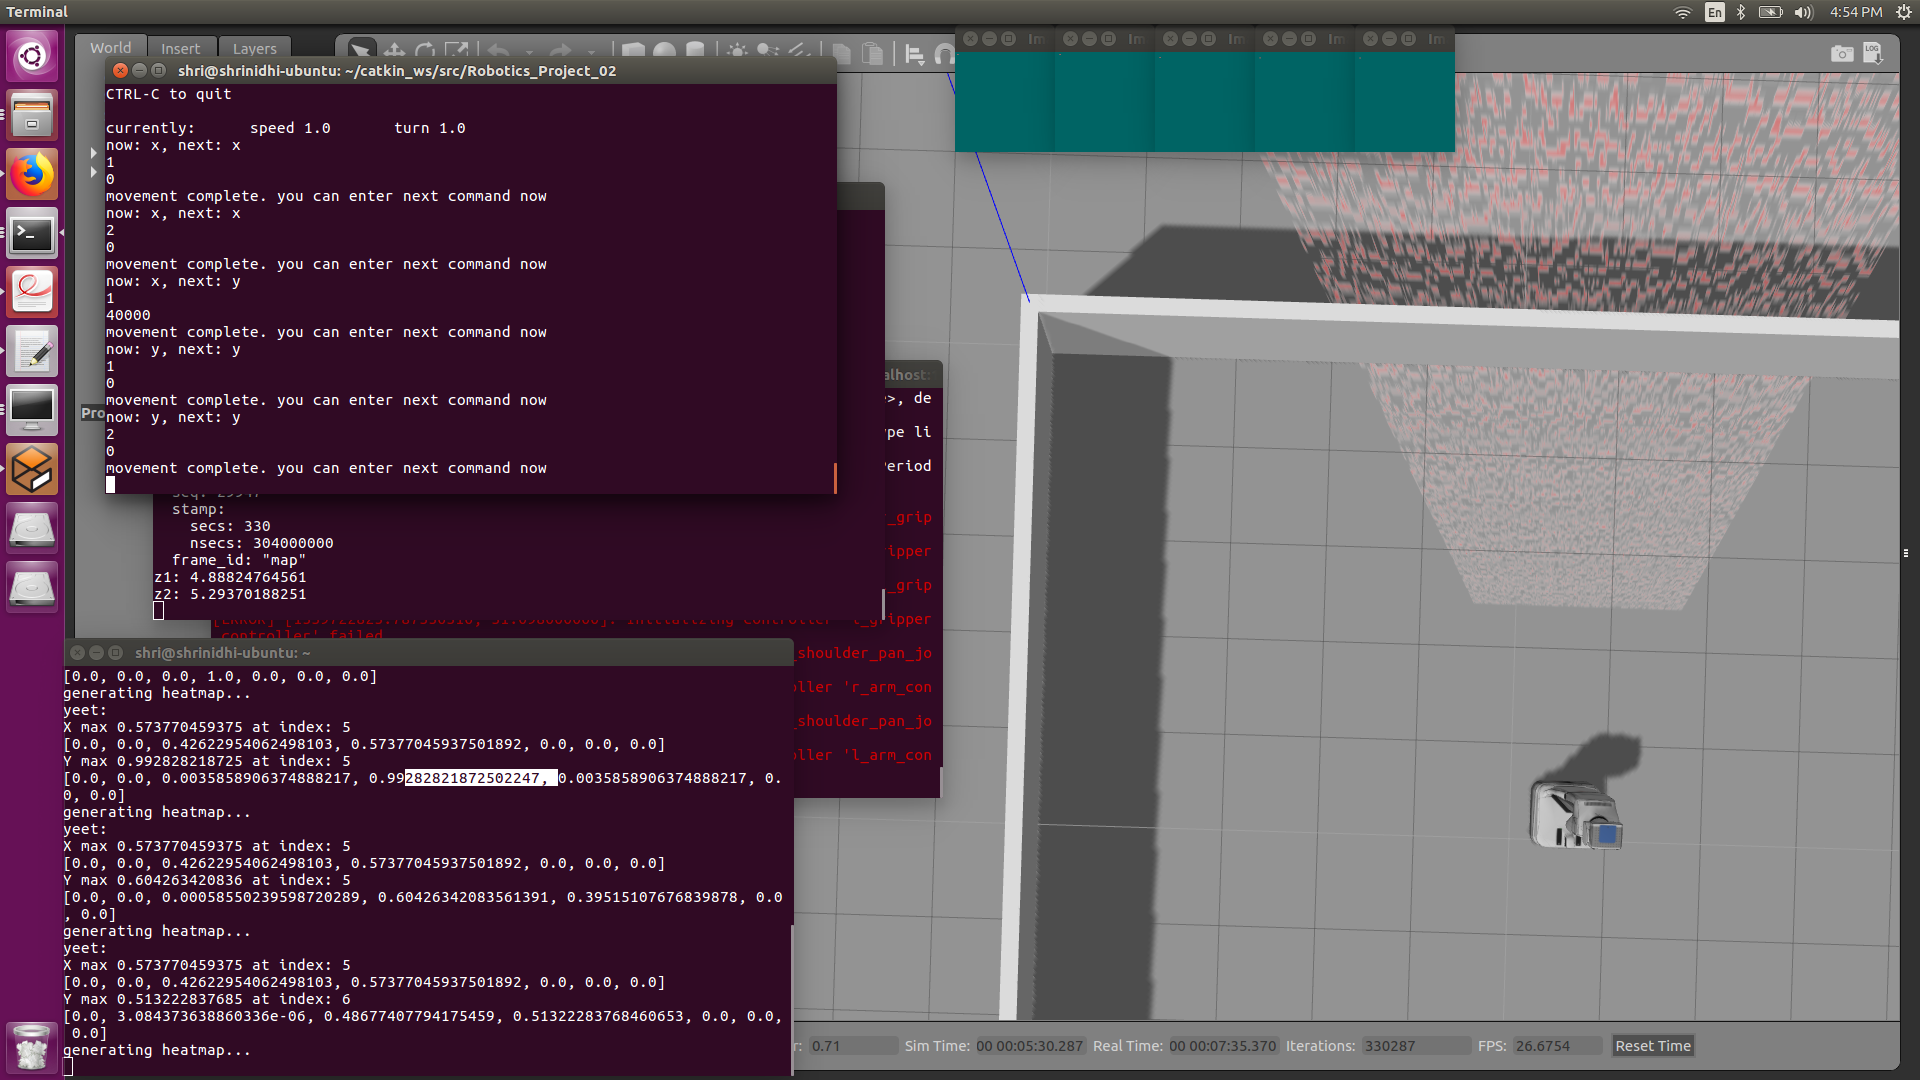 Terminal
En
4:54 PM
World
Insert
Layers
LOG
Im
Im
Im
Im
Im
shri@shrinidhi-ubuntu: ~/catkin_ws/src/Robotics_Project_02
CTRL-C to quit
currently: speed 1.0 turn 1.0
now: x, next: x
1
0
movement complete. you can enter next command now
now: x, next: x
2
0
movement complete. you can enter next command now
now: x, next: y
1
40000
movement complete. you can enter next command now
now: y, next: y
1
0
movement complete. you can enter next command now
now: y, next: y
2
0
movement complete. you can enter next command now
Pro
stamp:
secs: 330
nsecs: 304000000
frame_id: "map"
z1: 4.88824764561
z2: 5.29370188251
alhost:
>, de
pe li
eriod
_grip
ipper
_grip
_gripper
controller' failed
_shoulder_pan_jo
ller 'r_arm_con
_shoulder_pan_jo
ller 'l_arm_con
shri@shrinidhi-ubuntu: ~
[0.0, 0.0, 0.0, 1.0, 0.0, 0.0, 0.0]
generating heatmap...
yeet:
X max 0.573770459375 at index: 5
[0.0, 0.0, 0.42622954062498103, 0.57377045937501892, 0.0, 0.0, 0.0]
Y max 0.992828218725 at index: 5
[0.0, 0.0, 0.0035858906374888217, 0.99282821872502247, 0.0035858906374888217, 0.
0, 0.0]
generating heatmap...
yeet:
X max 0.573770459375 at index: 5
[0.0, 0.0, 0.42622954062498103, 0.57377045937501892, 0.0, 0.0, 0.0]
Y max 0.604263420836 at index: 5
[0.0, 0.0, 0.00058550239598720289, 0.60426342083561391, 0.39515107676839878, 0.0
, 0.0]
generating heatmap...
yeet:
X max 0.573770459375 at index: 5
[0.0, 0.0, 0.42622954062498103, 0.57377045937501892, 0.0, 0.0, 0.0]
Y max 0.513222837685 at index: 6
[0.0, 3.084373638860336e-06, 0.48677407794175459, 0.51322283768460653, 0.0, 0.0,
0.0]
generating heatmap...
r: 0.71 Sim Time: 00 00:05:30.287 Real Time: 00 00:07:35.370 Iterations: 330287 FPS: 26.6754 Reset Time